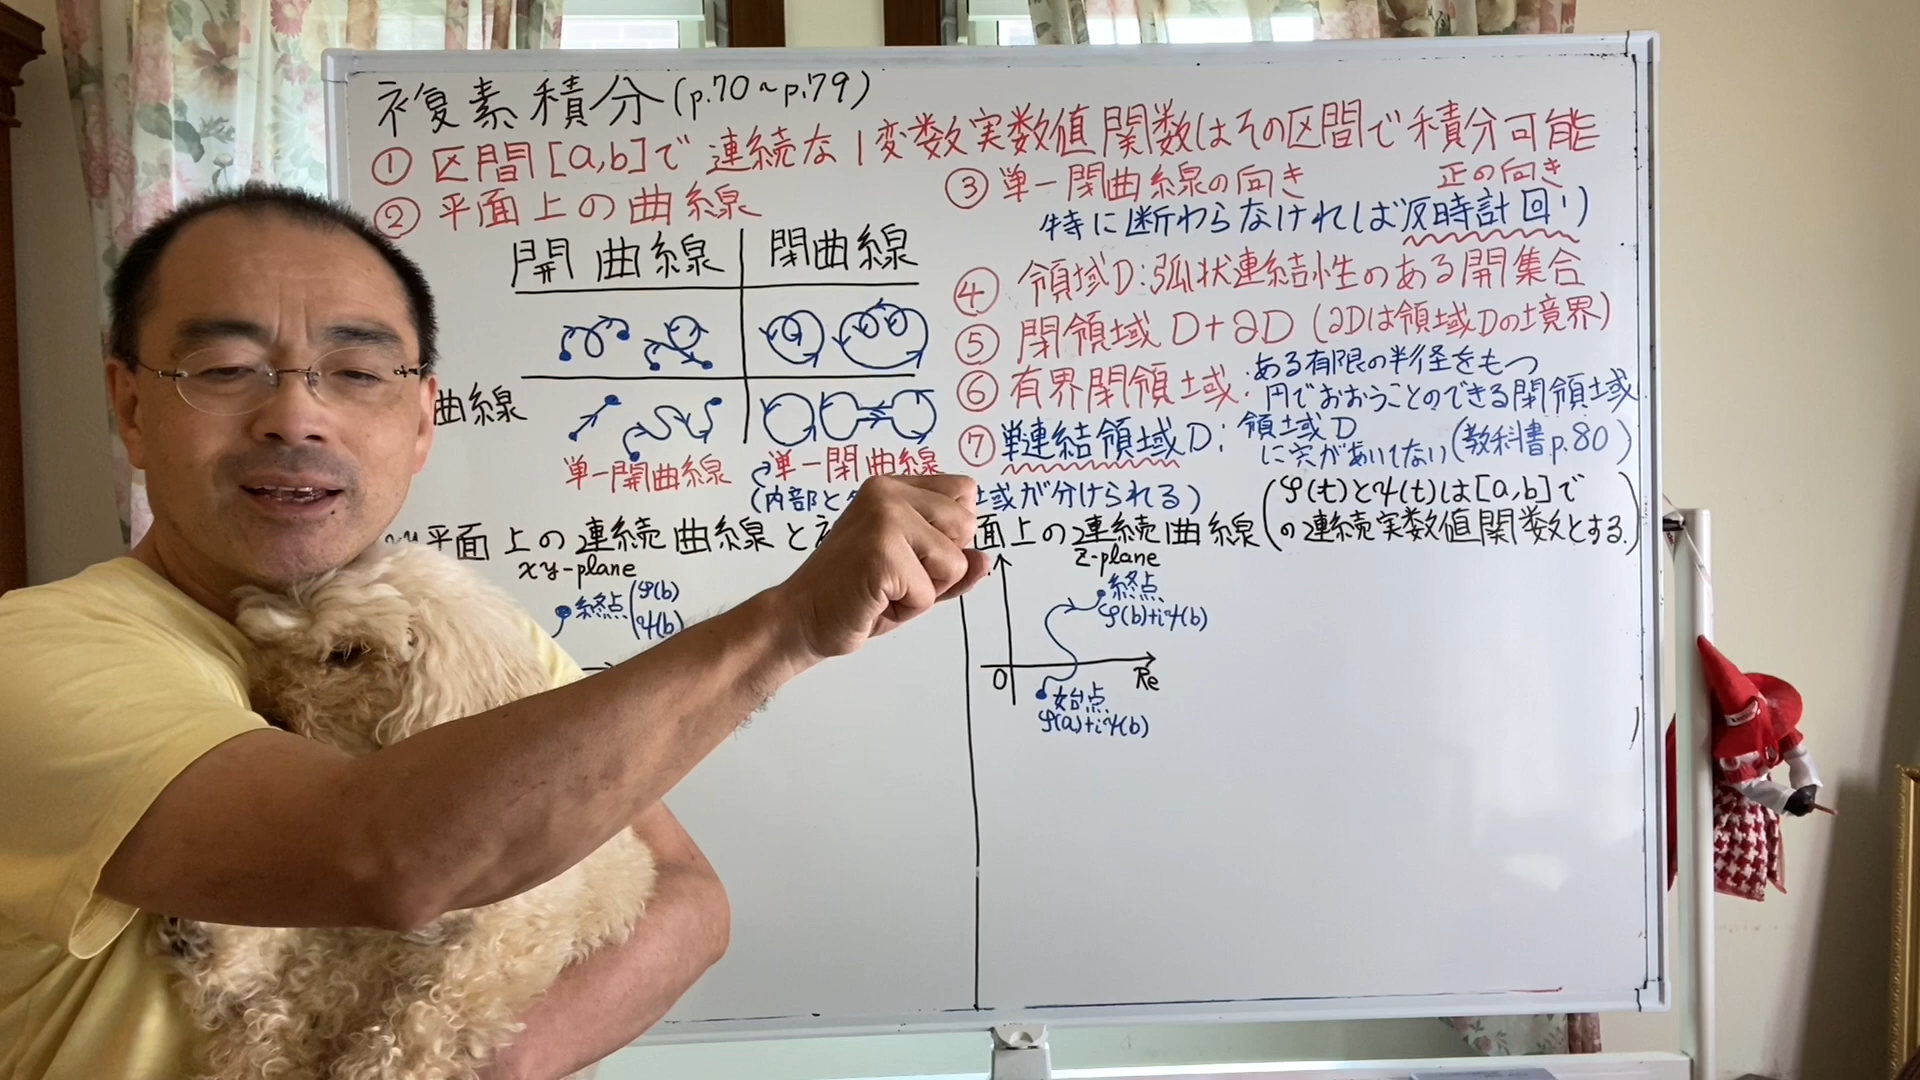 複素積分(p.70~p.79)
① 区間[a,b]で連続な1変数実数値関数はその区間で積分可能
② 平面上の曲線
開曲線 閉曲線
曲線
単一開曲線 単一閉曲線
(内部と 域が分けられる)
③ 単一閉曲線の向き 正の向き
特に断わらなければ反時計回り
④ 領域D:弧状連結性のある開集合
⑤ 閉領域 D+∂D (∂Dは領域Dの境界)
⑥ 有界閉領域:ある有限の半径をもつ
円でおおうことのできる閉領域
⑦ 単連結領域D:領域D
に穴があいてない(教科書p.80)
平面上の連続曲線と 面上の連続曲線(φ(t)とψ(t)は[a,b]で
の連続実数値関数とする.)
xy-plane
終点(φ(b)
ψ(b)
z-plane
終点
φ(b)+iψ(b)
O Re
始点
φ(a)+iψ(b)